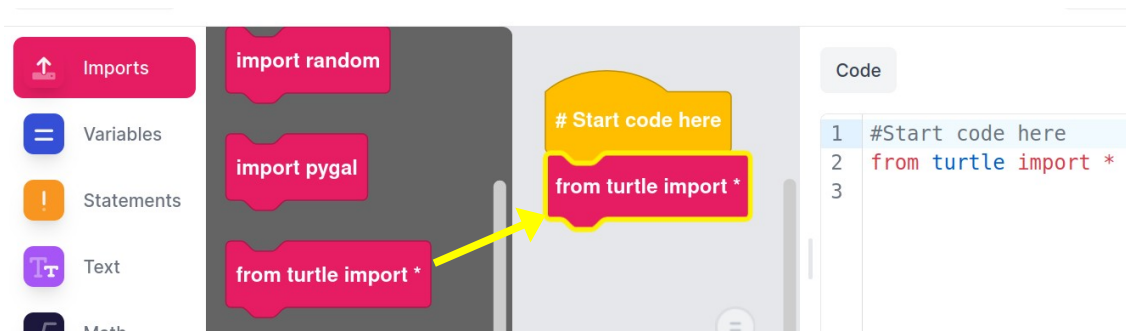 Imports
Variables
Statements
Text
import random
import pygal
from turtle import *
# Start code here
from turtle import *
Code
1 #Start code here
2 from turtle import *
3